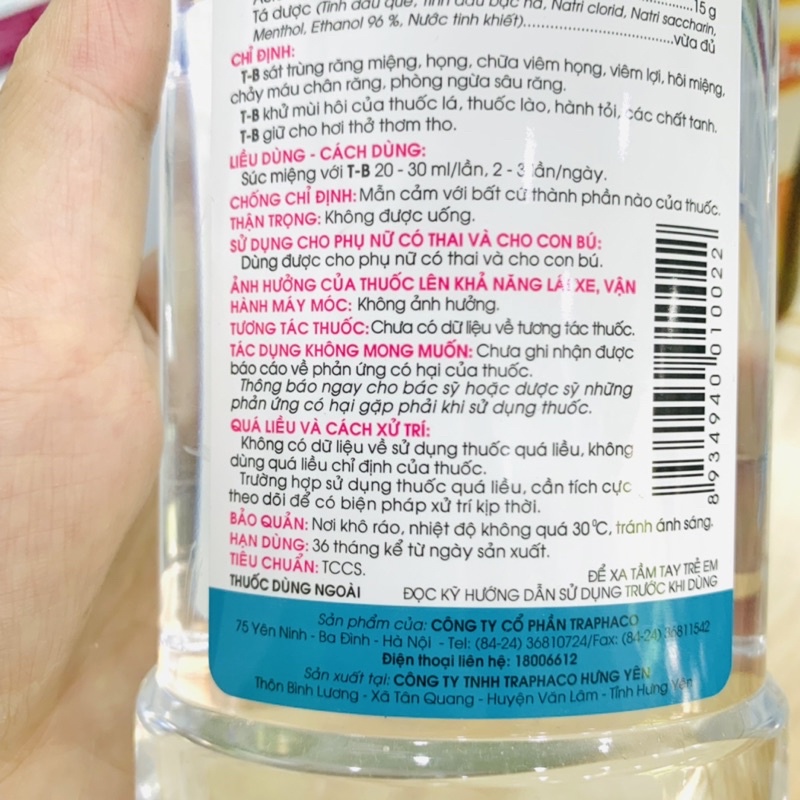 15 g
Tá dược (Tinh dầu quế, Tinh dầu bạc hà, Natri clorid, Natri saccharin,
Menthol, Ethanol 96 %, Nước tinh khiết)......................................vừa đủ
CHỈ ĐỊNH:
T-B sát trùng răng miệng, họng, chữa viêm họng, viêm lợi, hôi miệng,
chảy máu chân răng, phòng ngừa sâu răng.
T-B khử mùi hôi của thuốc lá, thuốc lào, hành tỏi, các chất tanh.
T-B giữ cho hơi thở thơm tho.
LIỀU DÙNG - CÁCH DÙNG:
Súc miệng với T-B 20 - 30 ml/lần, 2 - 3 lần/ngày.
CHỐNG CHỈ ĐỊNH: Mẫn cảm với bất cứ thành phần nào của thuốc.
THẬN TRỌNG: Không được uống.
SỬ DỤNG CHO PHỤ NỮ CÓ THAI VÀ CHO CON BÚ:
Dùng được cho phụ nữ có thai và cho con bú.
ẢNH HƯỞNG CỦA THUỐC LÊN KHẢ NĂNG LÁI XE, VẬN
HÀNH MÁY MÓC: Không ảnh hưởng.
TƯƠNG TÁC THUỐC: Chưa có dữ liệu về tương tác thuốc.
TÁC DỤNG KHÔNG MONG MUỐN: Chưa ghi nhận được
báo cáo về phản ứng có hại của thuốc.
Thông báo ngay cho bác sỹ hoặc dược sỹ những
phản ứng có hại gặp phải khi sử dụng thuốc.
QUÁ LIỀU VÀ CÁCH XỬ TRÍ:
Không có dữ liệu về sử dụng thuốc quá liều, không
dùng quá liều chỉ định của thuốc.
Trường hợp sử dụng thuốc quá liều, cần tích cực
theo dõi để có biện pháp xử trí kịp thời.
BẢO QUẢN: Nơi khô ráo, nhiệt độ không quá 30°C, tránh ánh sáng.
HẠN DÙNG: 36 tháng kể từ ngày sản xuất.
TIÊU CHUẨN: TCCS.
ĐỂ XA TẦM TAY TRẺ EM
THUỐC DÙNG NGOÀI
ĐỌC KỸ HƯỚNG DẪN SỬ DỤNG TRƯỚC KHI DÙNG
8 934940 010022
Sản phẩm của: CÔNG TY CỔ PHẦN TRAPHACO
75 Yên Ninh - Ba Đình - Hà Nội - Tel: (84-24) 36810724/Fax: (84-24) 36811542
Điện thoại liên hệ: 18006612
Sản xuất tại: CÔNG TY TNHH TRAPHACO HƯNG YÊN
Thôn Bình Lương - Xã Tân Quang - Huyện Văn Lâm - Tỉnh Hưng Yên